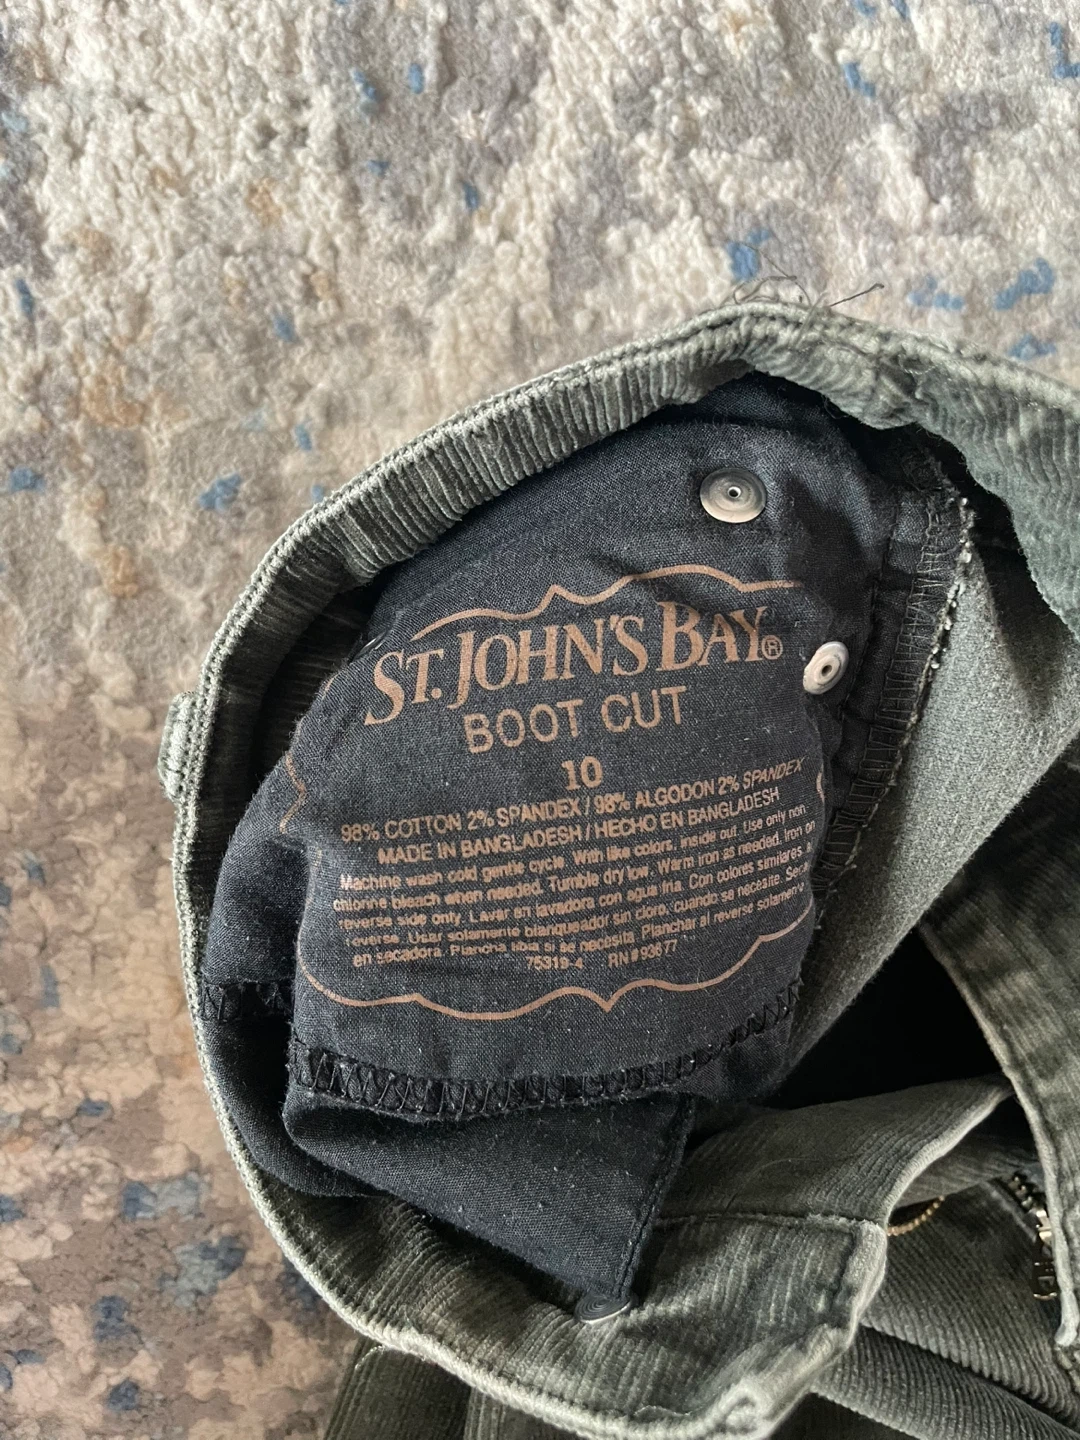 ST. JOHN'S BAY®
BOOT CUT
10
98% COTTON 2% SPANDEX / 98% ALGODON 2% SPANDEX
MADE IN BANGLADESH / HECHO EN BANGLADESH
Machine wash cold gentle cycle. With like colors, inside out. Use only non
chlorine bleach when needed. Tumble dry low. Warm iron as needed. Iron on
reverse side only. Lavar en lavadora con agua fria. Con colores similares, a
reverse. Usar solamente blanqueador sin cloro, cuando sa necesite. Sec
en secadora. Plancha tibia si se necesita. Planchar al reverso solamente
75319-4 RN#93677